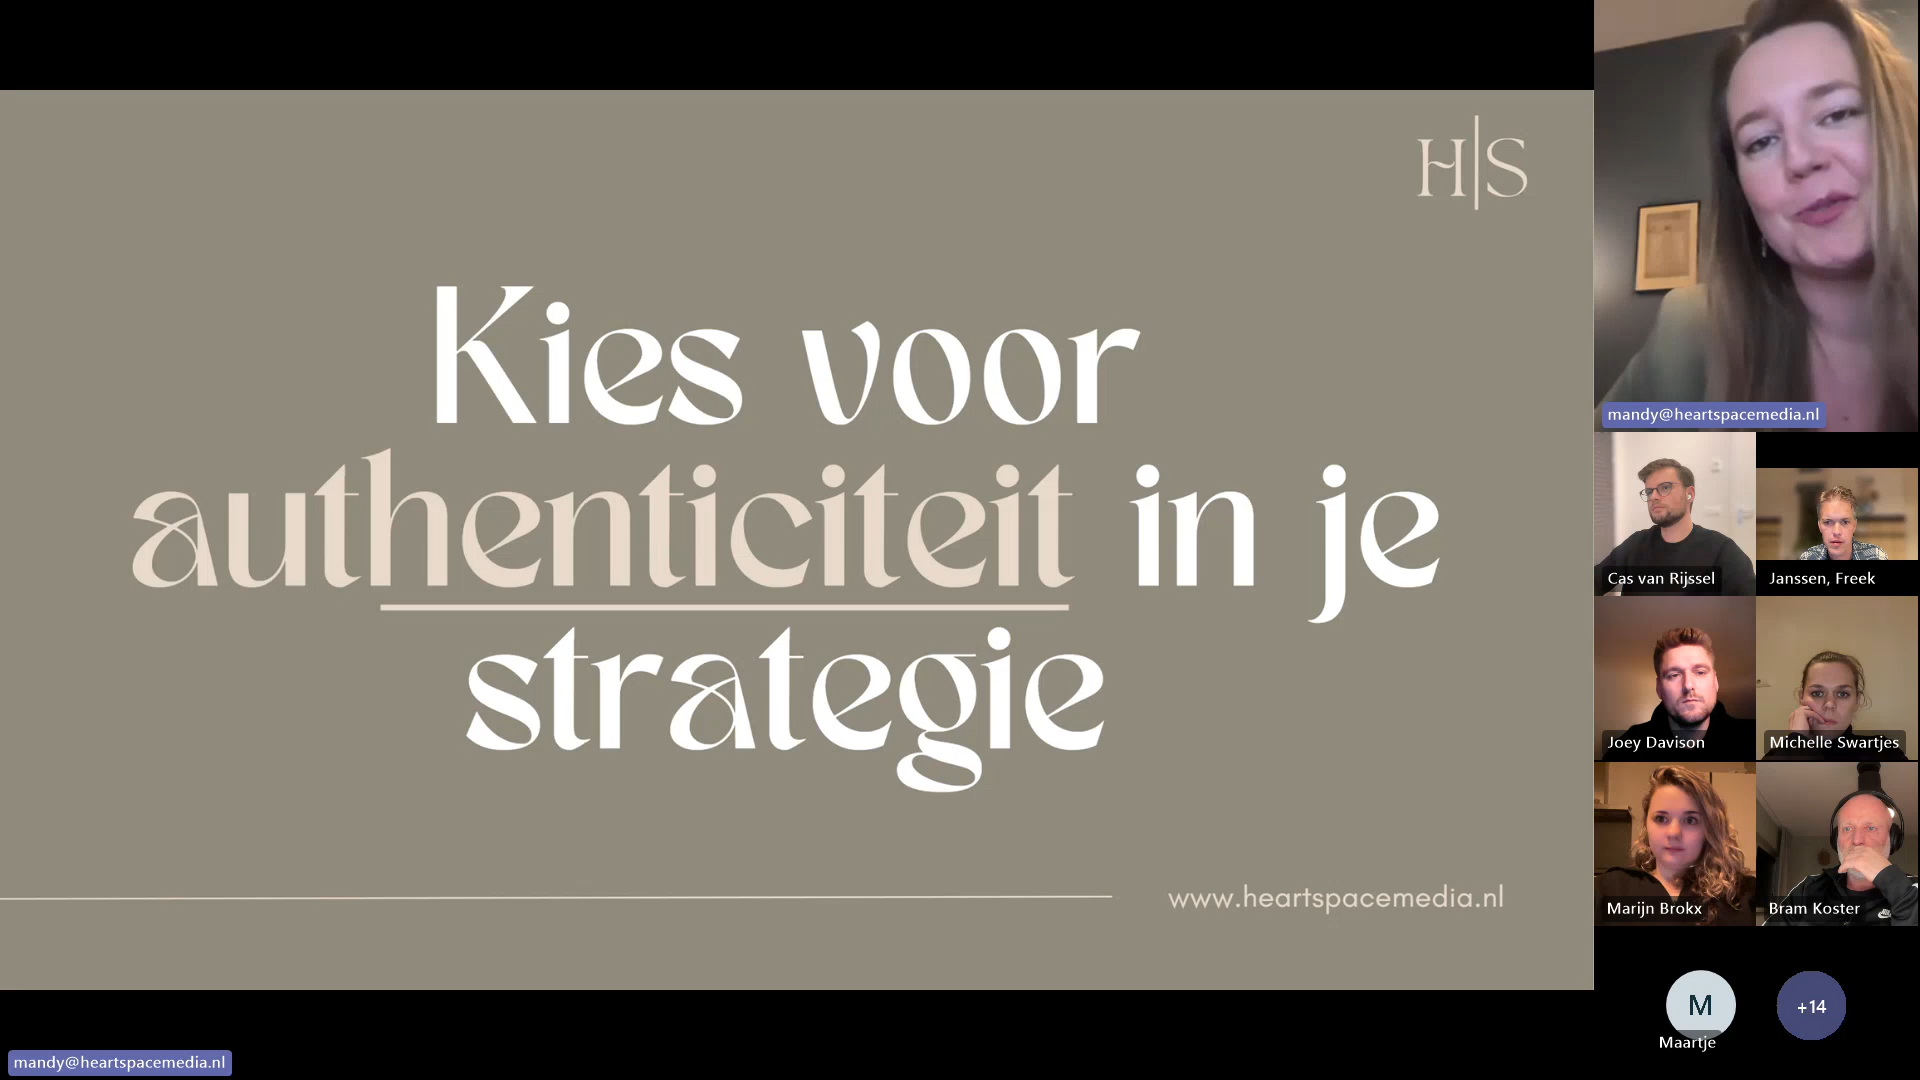 H|S
Kies voor
authenticiteit in je
strategie
www.heartspacemedia.nl
mandy@heartspacemedia.nl
mandy@heartspacemedia.nl
Cas van Rijssel
Janssen, Freek
Joey Davison
Michelle Swartjes
Marijn Brokx
Bram Koster
M
+14
Maartje